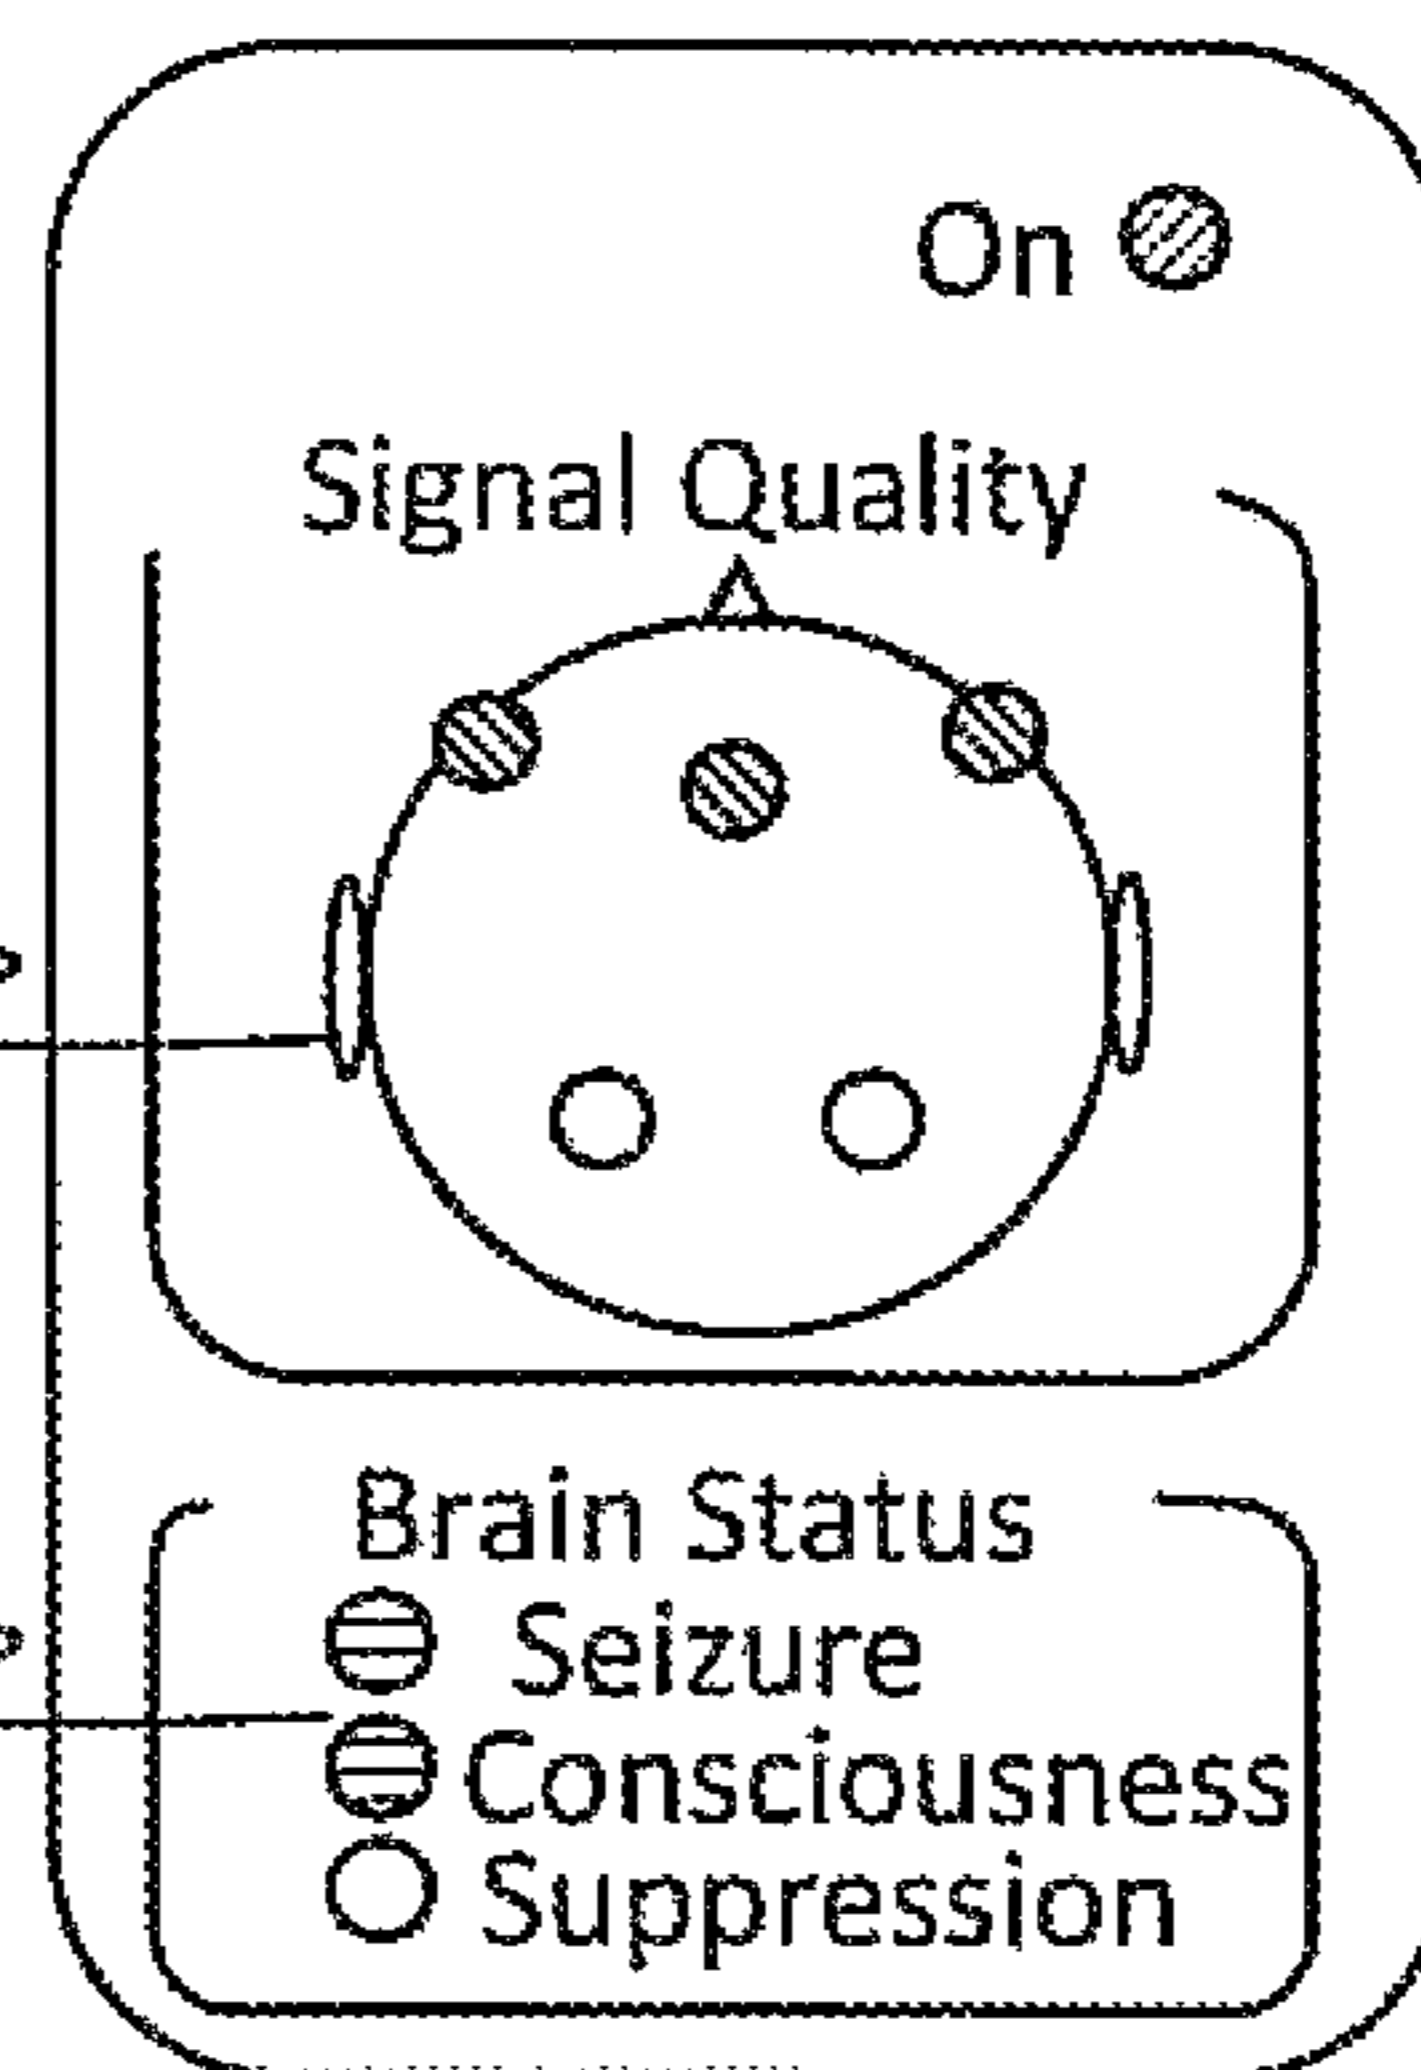 On
Signal Quality
Brain Status
Seizure
Consciousness
Suppression